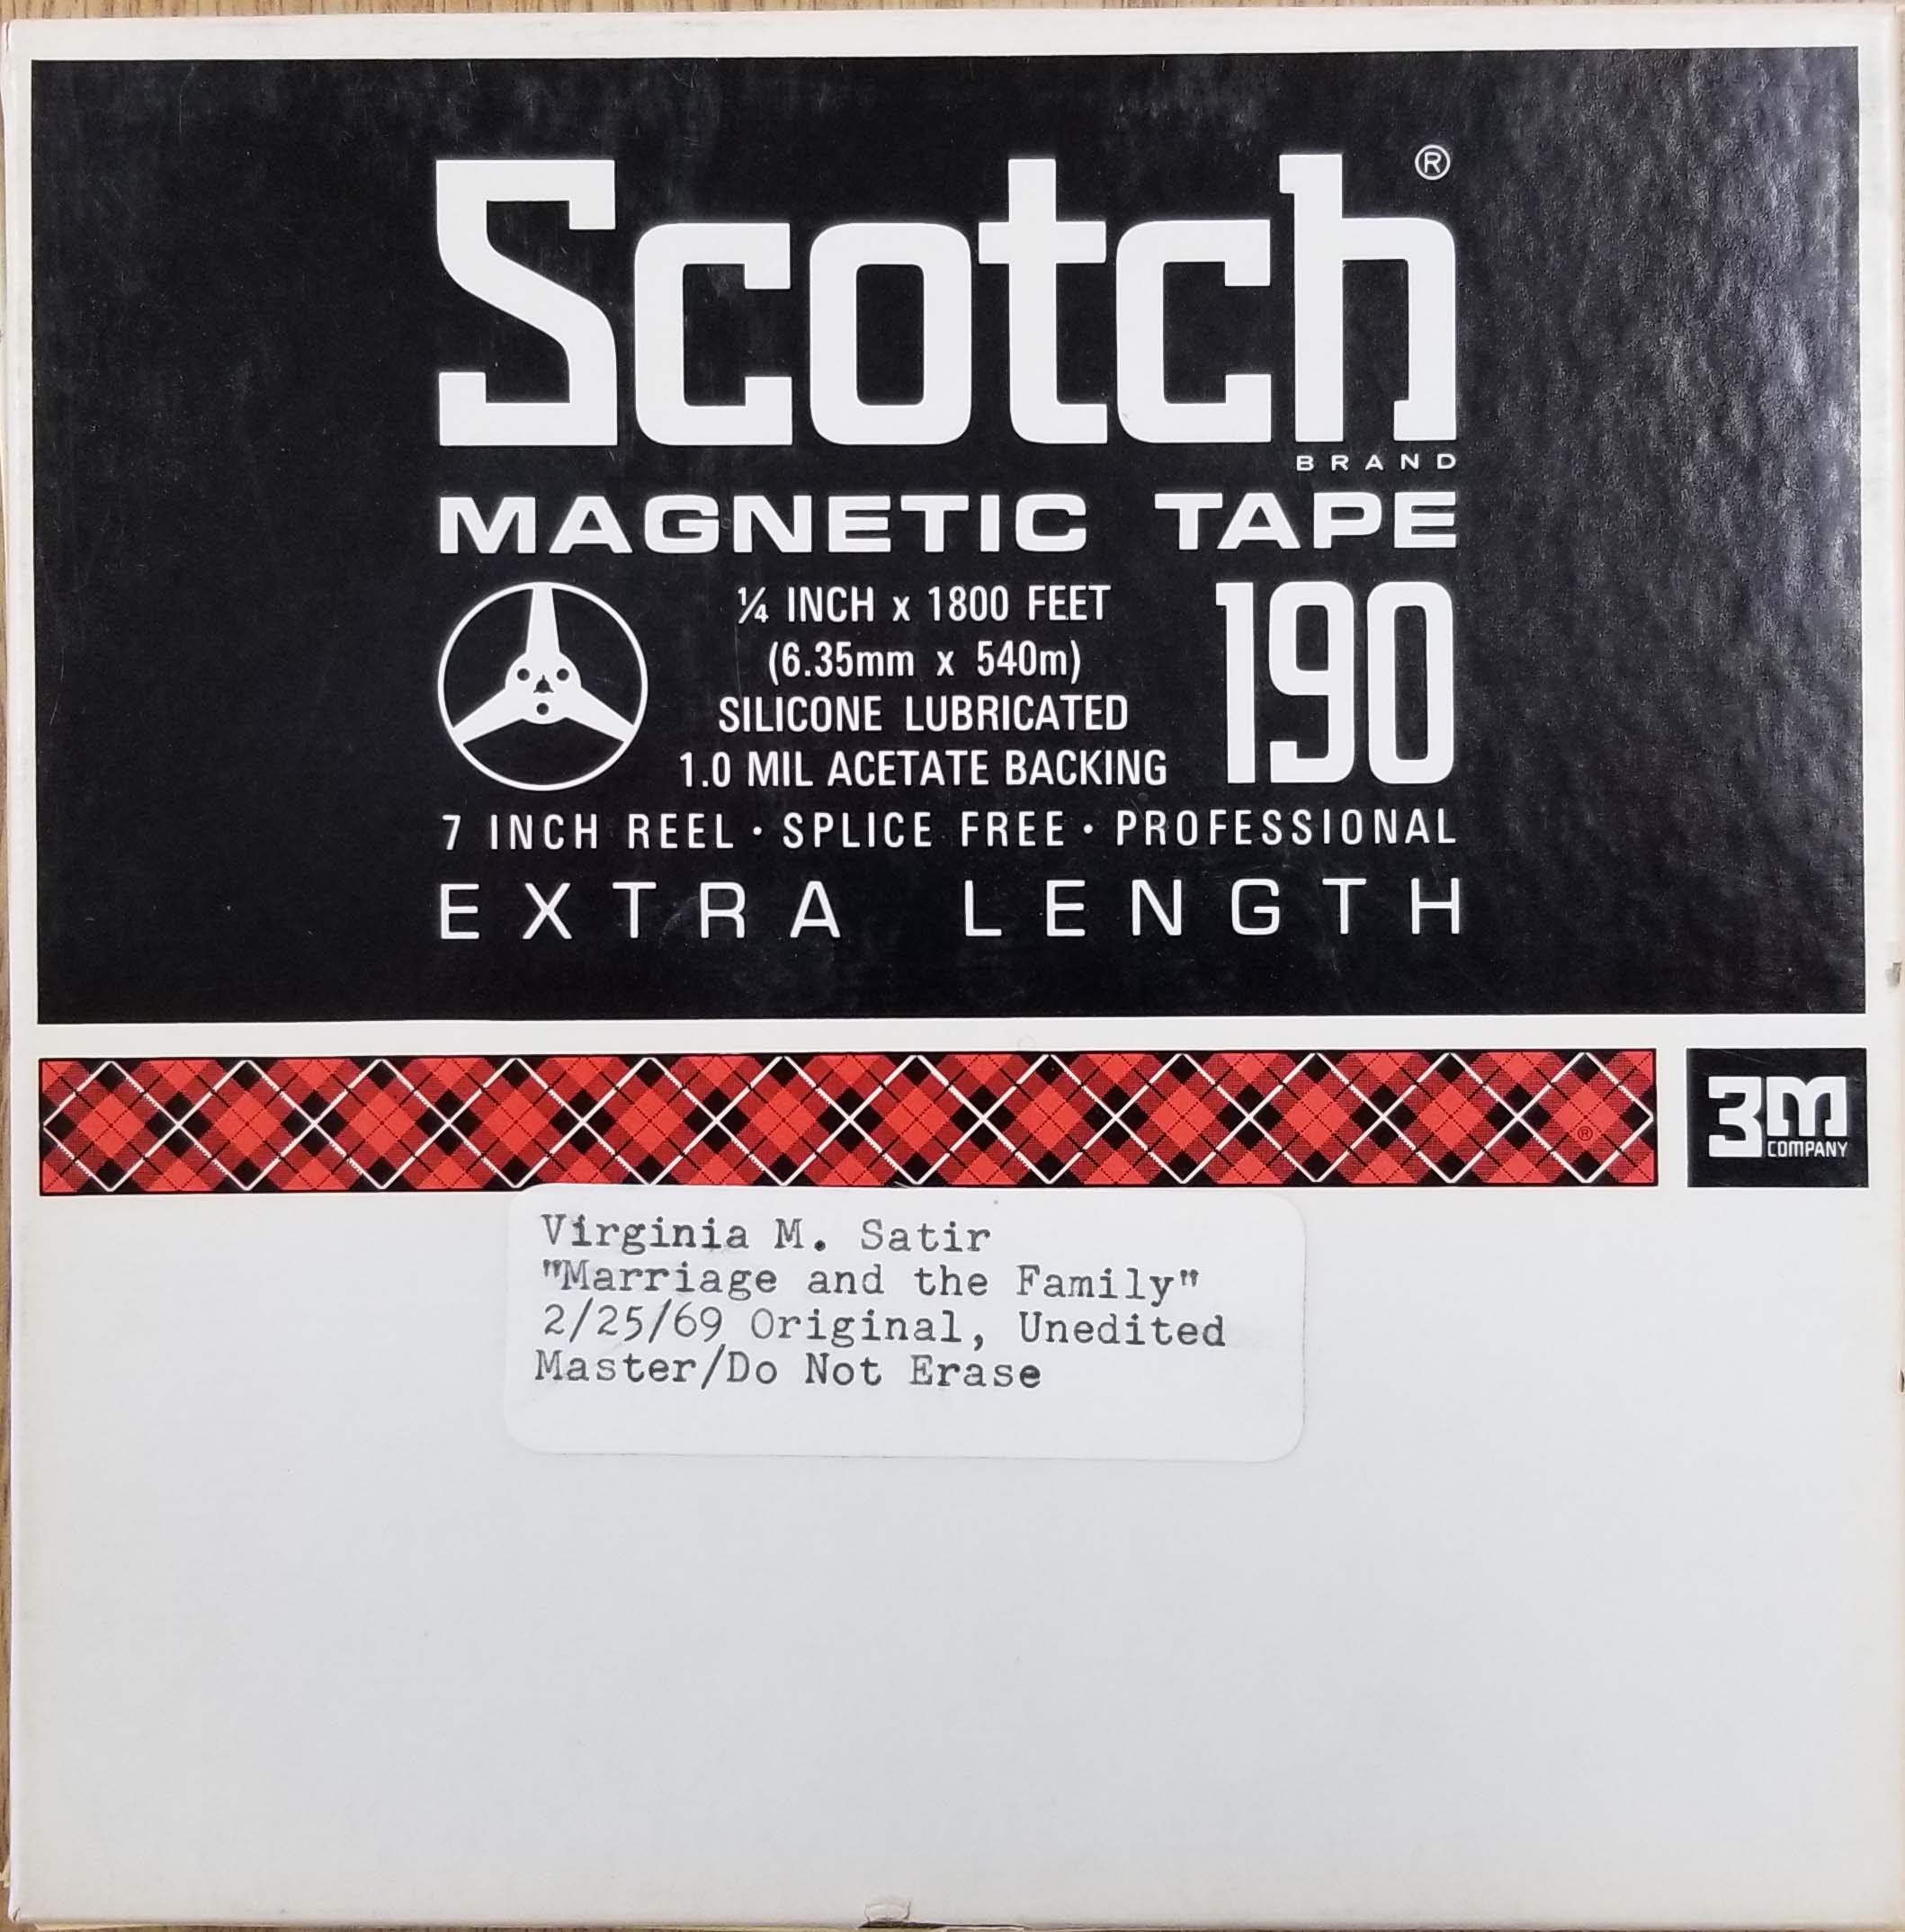 Scotch®
BRAND
MAGNETIC TAPE
¼ INCH x 1800 FEET
(6.35mm x 540m)
SILICONE LUBRICATED
1.0 MIL ACETATE BACKING
190
7 INCH REEL · SPLICE FREE · PROFESSIONAL
EXTRA LENGTH
®
3M
COMPANY
Virginia M. Satir
"Marriage and the Family"
2/25/69 Original, Unedited
Master/Do Not Erase